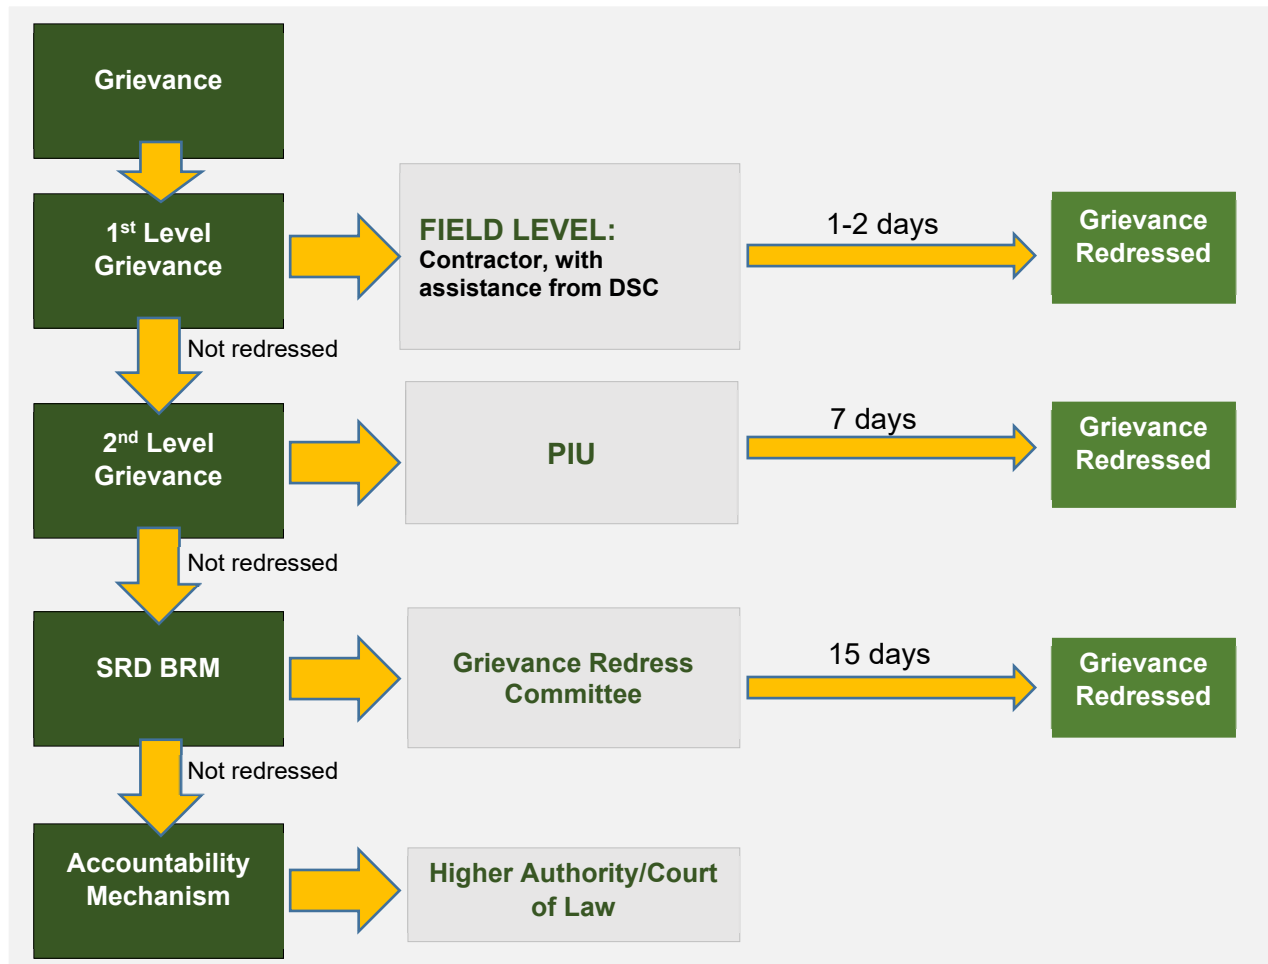 Grievance
1st Level
Grievance
FIELD LEVEL:
Contractor, with
assistance from DSC
1-2 days
Grievance
Redressed
Not redressed
2nd Level
Grievance
PIU
7 days
Grievance
Redressed
Not redressed
SRD BRM
Grievance Redress
Committee
15 days
Grievance
Redressed
Not redressed
Accountability
Mechanism
Higher Authority/Court
of Law